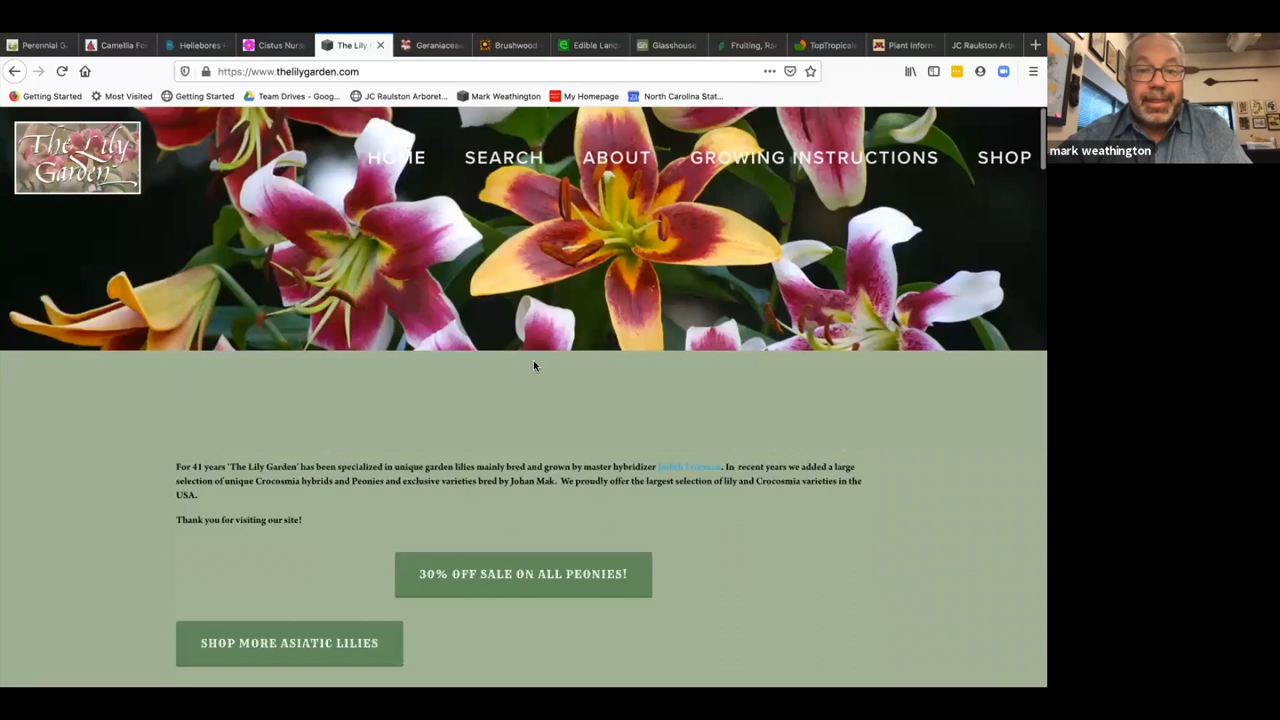 Perennial G
Camellia Fo
Hellebores
Cistus Nurs
The Lily
Geraniaceae
Brushwood
Edible Land
Glasshouse
Fruiting, Ra
TopTropical
Plant Inform
JC Raulston Arb
https://www.thelilygarden.com
Getting Started
Most Visited
Getting Started
Team Drives - Goog...
JC Raulston Arboret...
Mark Weathington
My Homepage
North Carolina Stat...
The Lily
Garden
HOME
SEARCH
ABOUT
GROWING INSTRUCTIONS
SHOP
mark weathington
For 41 years 'The Lily Garden' has been specialized in unique garden lilies mainly bred and grown by master hybridizer Judith Freeman. In recent years we added a large
selection of unique Crocosmia hybrids and Peonies and exclusive varieties bred by Johan Mak. We proudly offer the largest selection of lily and Crocosmia varieties in the
USA.
Thank you for visiting our site!
30% OFF SALE ON ALL PEONIES!
SHOP MORE ASIATIC LILIES